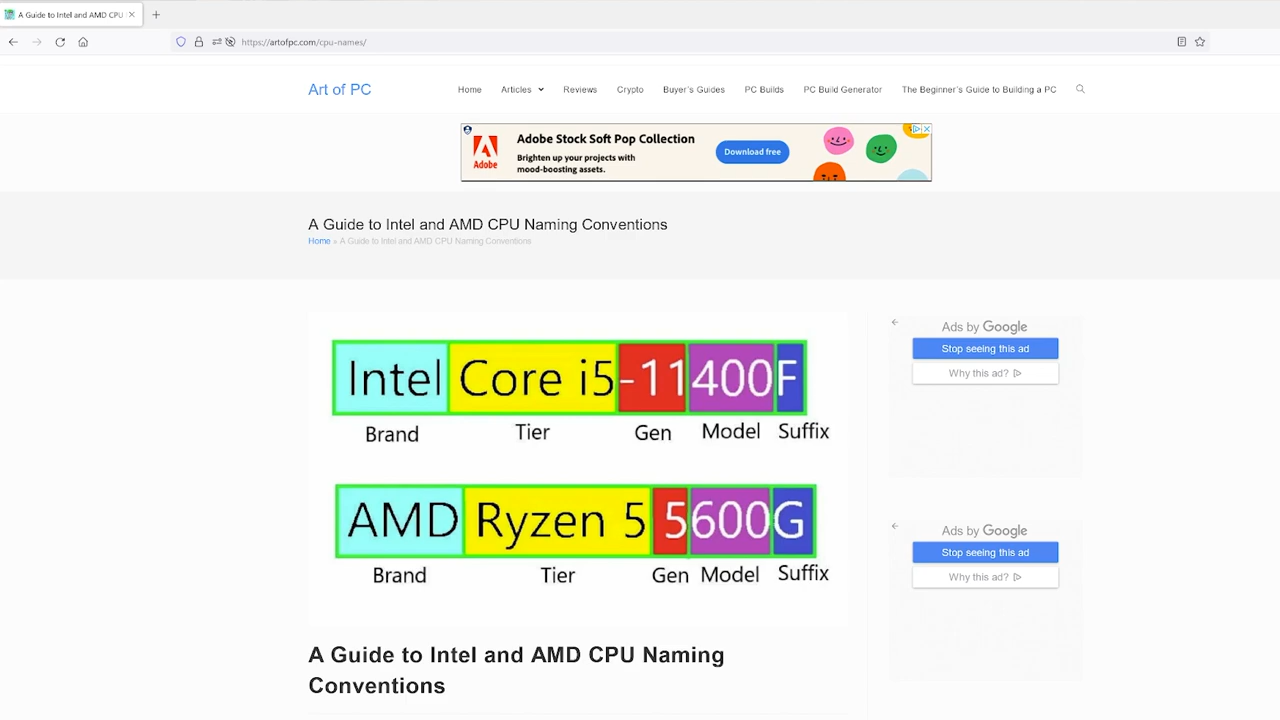 A Guide to Intel and AMD CPU
https://artofpc.com/cpu-names/
Art of PC
Home Articles Reviews Crypto Buyer's Guides PC Builds PC Build Generator The Beginner's Guide to Building a PC
Adobe
Adobe Stock Soft Pop Collection
Brighten up your projects with
mood-boosting assets.
Download free
A Guide to Intel and AMD CPU Naming Conventions
Home » A Guide to Intel and AMD CPU Naming Conventions
Intel Core i5-11400F
Brand Tier Gen Model Suffix
AMD Ryzen 5 5600G
Brand Tier Gen Model Suffix
A Guide to Intel and AMD CPU Naming
Conventions
Ads by Google
Stop seeing this ad
Why this ad?
Ads by Google
Stop seeing this ad
Why this ad?